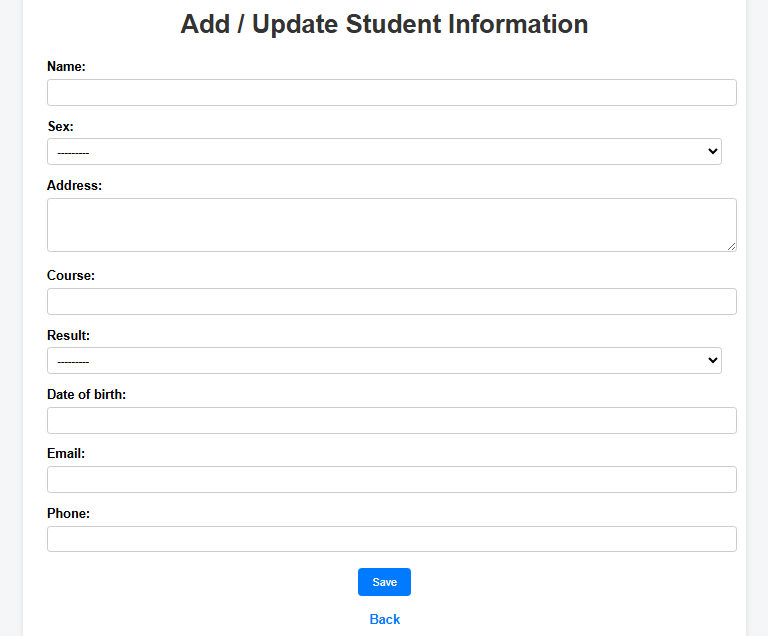 Add / Update Student Information
Name:
Sex:
---------
Address:
Course:
Result:
---------
Date of birth:
Email:
Phone:
Save
Back